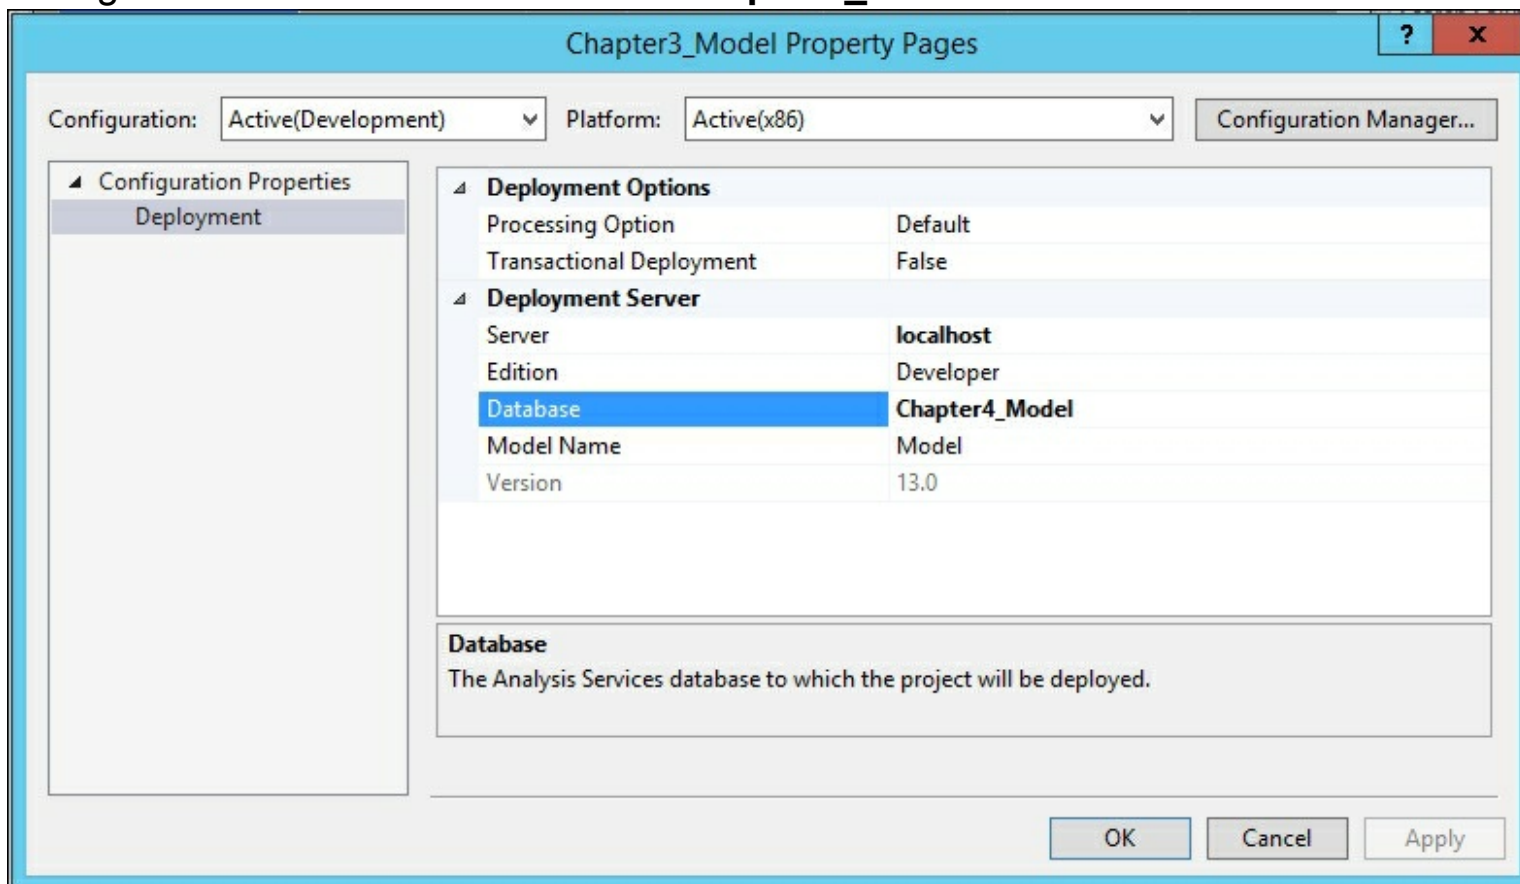 Chapter3_Model Property Pages
?
x
Configuration: Active(Development) Platform: Active(x86) Configuration Manager...
Configuration Properties
Deployment
Deployment Options
Processing Option Default
Transactional Deployment False
Deployment Server
Server localhost
Edition Developer
Database Chapter4_Model
Model Name Model
Version 13.0
Database
The Analysis Services database to which the project will be deployed.
OK Cancel Apply